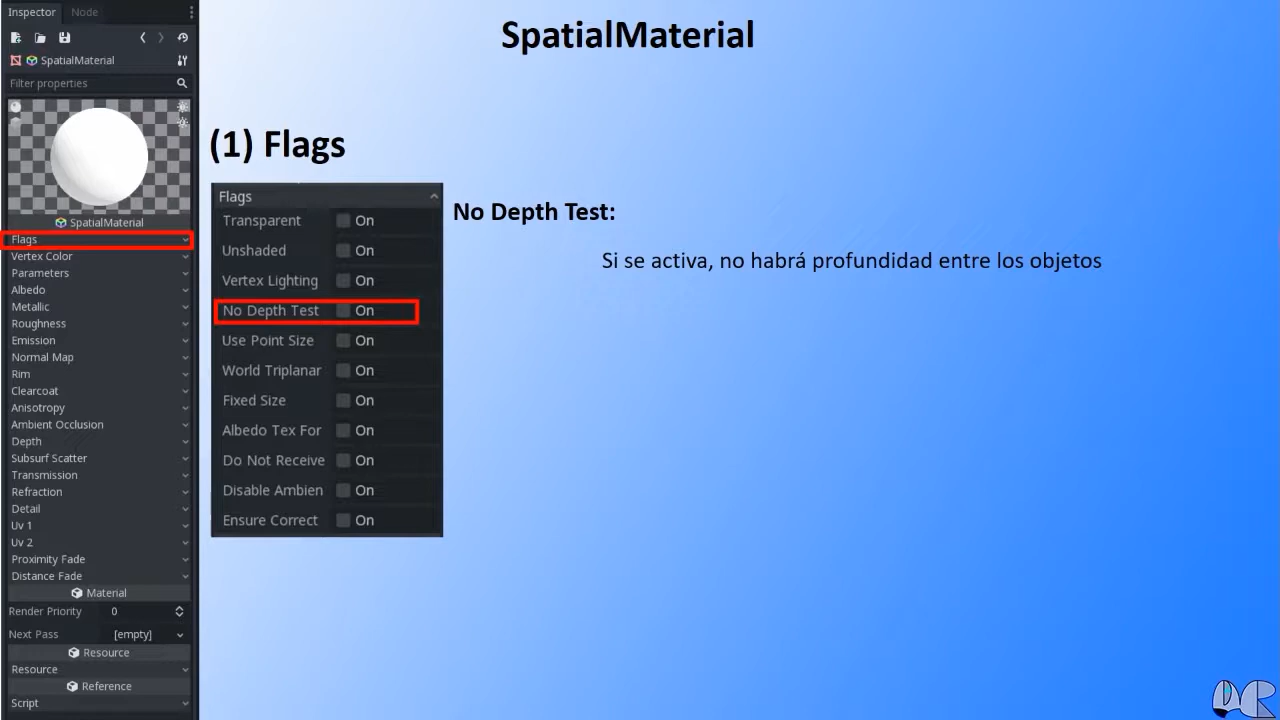 Inspector Node
SpatialMaterial
Filter properties
SpatialMaterial
Flags
Vertex Color
Parameters
Albedo
Metallic
Roughness
Emission
Normal Map
Rim
Clearcoat
Anisotropy
Ambient Occlusion
Depth
Subsurf Scatter
Transmission
Refraction
Detail
Uv 1
Uv 2
Proximity Fade
Distance Fade
Material
Render Priority 0
Next Pass [empty]
Resource
Resource
Reference
Script
SpatialMaterial
(1) Flags
Flags
Transparent On
Unshaded On
Vertex Lighting On
No Depth Test On
Use Point Size On
World Triplanar On
Fixed Size On
Albedo Tex For On
Do Not Receive On
Disable Ambien On
Ensure Correct On
No Depth Test:
Si se activa, no habrá profundidad entre los objetos